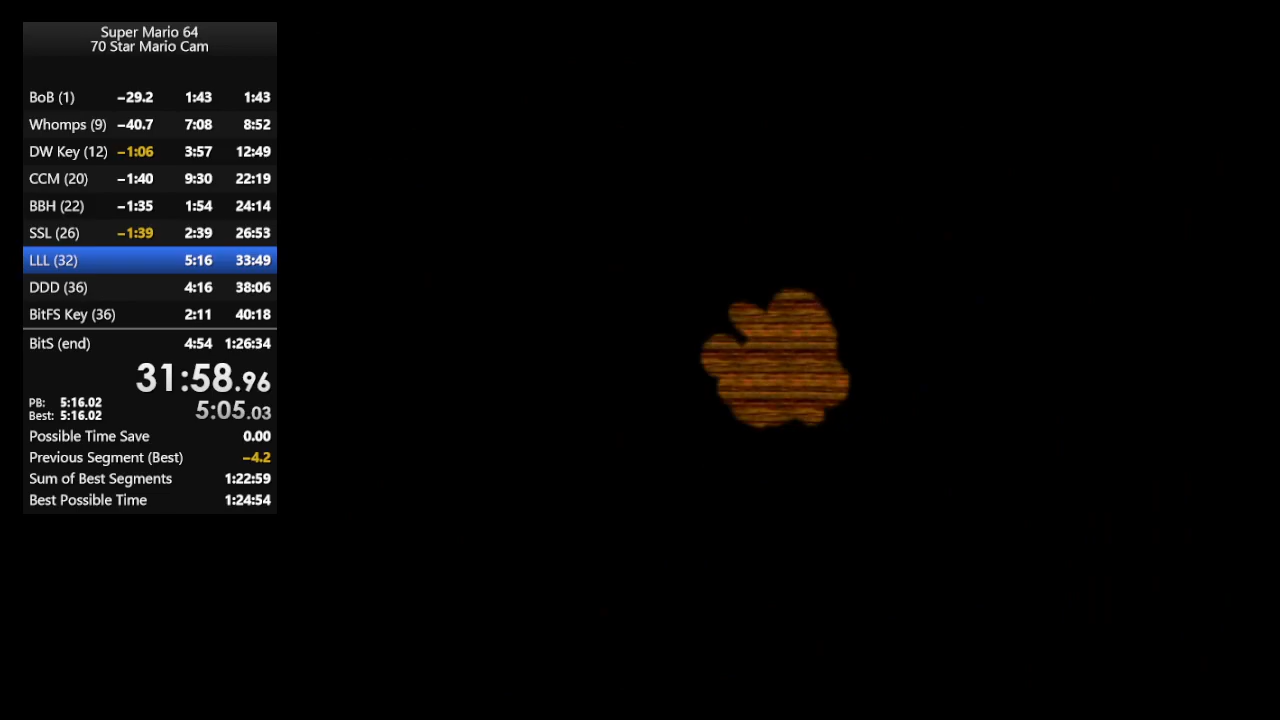 Super Mario 64
70 Star Mario Cam
BoB (1) −29.2 1:43 1:43
Whomps (9) −40.7 7:08 8:52
DW Key (12) −1:06 3:57 12:49
CCM (20) −1:40 9:30 22:19
BBH (22) −1:35 1:54 24:14
SSL (26) −1:39 2:39 26:53
LLL (32) 5:16 33:49
DDD (36) 4:16 38:06
BitFS Key (36) 2:11 40:18
BitS (end) 4:54 1:26:34
31:58.96
PB: 5:16.02
Best: 5:16.02
5:05.03
Possible Time Save 0.00
Previous Segment (Best) −4.2
Sum of Best Segments 1:22:59
Best Possible Time 1:24:54